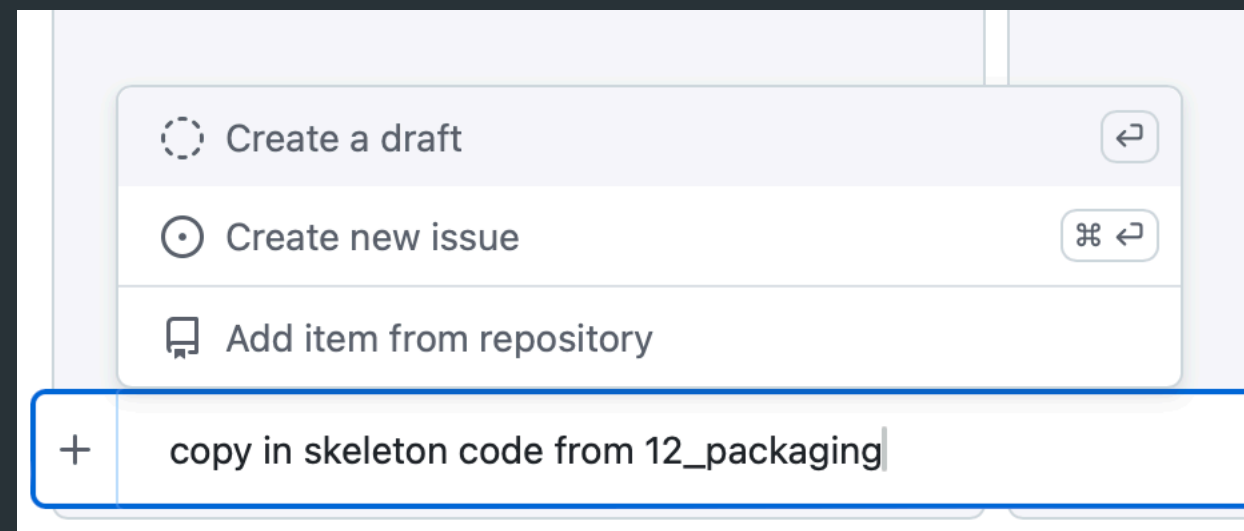 Create a draft
Create new issue ⌘
Add item from repository
copy in skeleton code from 12_packaging